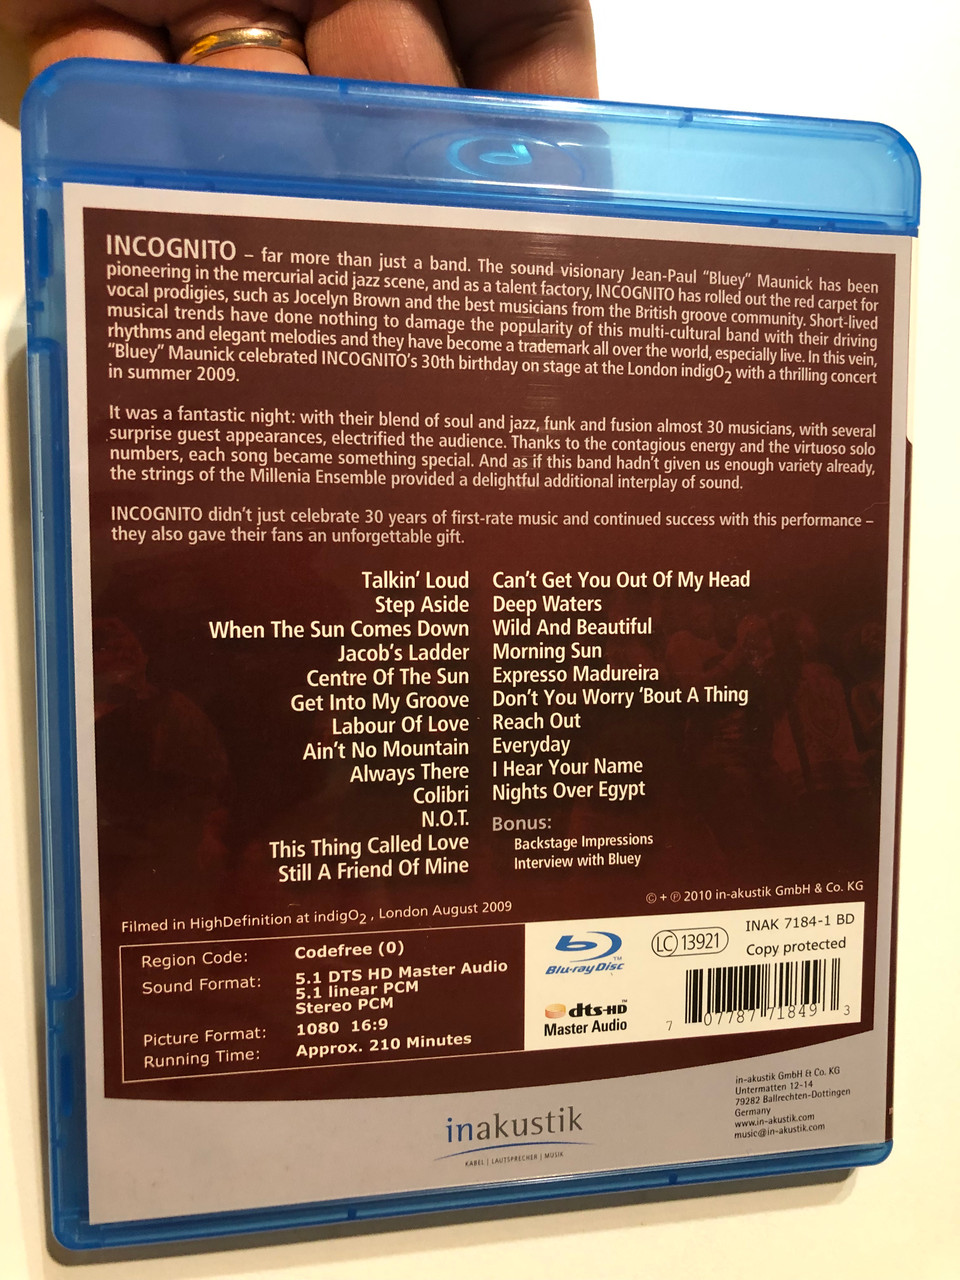 INCOGNITO – far more than just a band. The sound visionary Jean-Paul “Bluey” Maunick has been
pioneering in the mercurial acid jazz scene, and as a talent factory, INCOGNITO has rolled out the red carpet for
vocal prodigies, such as Jocelyn Brown and the best musicians from the British groove community. Short-lived
musical trends have done nothing to damage the popularity of this multi-cultural band with their driving
rhythms and elegant melodies and they have become a trademark all over the world, especially live. In this vein,
“Bluey” Maunick celebrated INCOGNITO’s 30th birthday on stage at the London indigO2 with a thrilling concert
in summer 2009.
It was a fantastic night: with their blend of soul and jazz, funk and fusion almost 30 musicians, with several
surprise guest appearances, electrified the audience. Thanks to the contagious energy and the virtuoso solo
numbers, each song became something special. And as if this band hadn’t given us enough variety already,
the strings of the Millenia Ensemble provided a delightful additional interplay of sound.
INCOGNITO didn’t just celebrate 30 years of first-rate music and continued success with this performance –
they also gave their fans an unforgettable gift.
Talkin’ Loud
Step Aside
When The Sun Comes Down
Jacob’s Ladder
Centre Of The Sun
Get Into My Groove
Labour Of Love
Ain’t No Mountain
Always There
Colibri
N.O.T.
This Thing Called Love
Still A Friend Of Mine
Can’t Get You Out Of My Head
Deep Waters
Wild And Beautiful
Morning Sun
Expresso Madureira
Don’t You Worry ‘Bout A Thing
Reach Out
Everyday
I Hear Your Name
Nights Over Egypt
Bonus:
Backstage Impressions
Interview with Bluey
© + ℗ 2010 in-akustik GmbH & Co. KG
Filmed in HighDefinition at indigO2 , London August 2009
Region Code: Codefree (0)
Sound Format: 5.1 DTS HD Master Audio
5.1 linear PCM
Stereo PCM
Picture Format: 1080 16:9
Running Time: Approx. 210 Minutes
Blu-ray Disc™
dts-HD™
Master Audio
LC 13921
INAK 7184-1 BD
Copy protected
7 07787 71849 3
inakustik
KABEL | LAUTSPRECHER | MUSIK
in-akustik GmbH & Co. KG
Untermatten 12-14
79282 Ballrechten-Dottingen
Germany
www.in-akustik.com
music@in-akustik.com